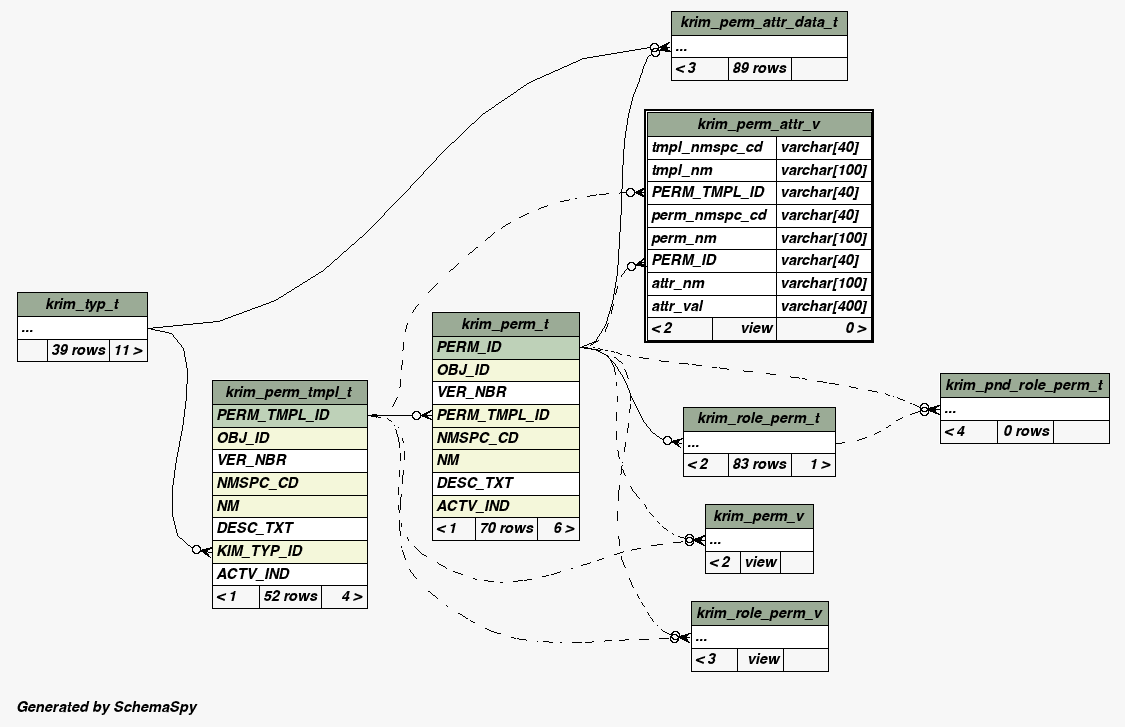 krim_perm_attr_data_t
...
< 3 89 rows
krim_perm_attr_v
tmpl_nmspc_cd varchar[40]
tmpl_nm varchar[100]
PERM_TMPL_ID varchar[40]
perm_nmspc_cd varchar[40]
perm_nm varchar[100]
PERM_ID varchar[40]
attr_nm varchar[100]
attr_val varchar[400]
< 2 view 0 >
krim_typ_t
...
39 rows 11 >
krim_perm_t
PERM_ID
OBJ_ID
VER_NBR
PERM_TMPL_ID
NMSPC_CD
NM
DESC_TXT
ACTV_IND
< 1 70 rows 6 >
krim_perm_tmpl_t
PERM_TMPL_ID
OBJ_ID
VER_NBR
NMSPC_CD
NM
DESC_TXT
KIM_TYP_ID
ACTV_IND
< 1 52 rows 4 >
krim_pnd_role_perm_t
...
< 4 0 rows
krim_role_perm_t
...
< 2 83 rows 1 >
krim_perm_v
...
< 2 view
krim_role_perm_v
...
< 3 view
Generated by SchemaSpy